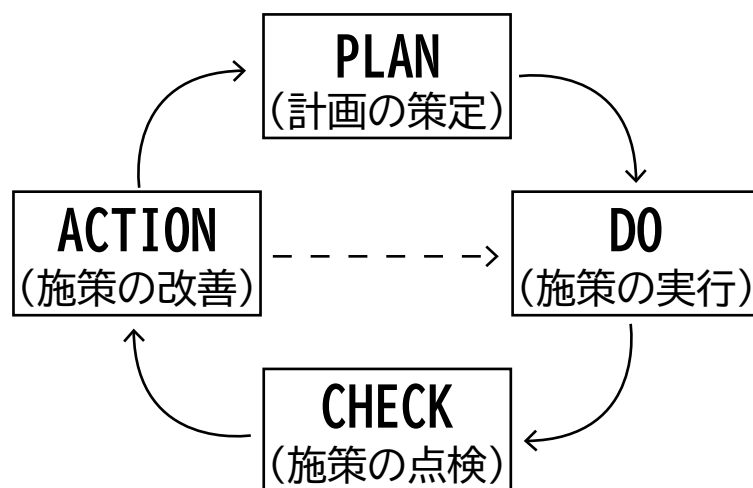 PLAN
(計画の策定)
ACTION
(施策の改善)
DO
(施策の実行)
CHECK
(施策の点検)